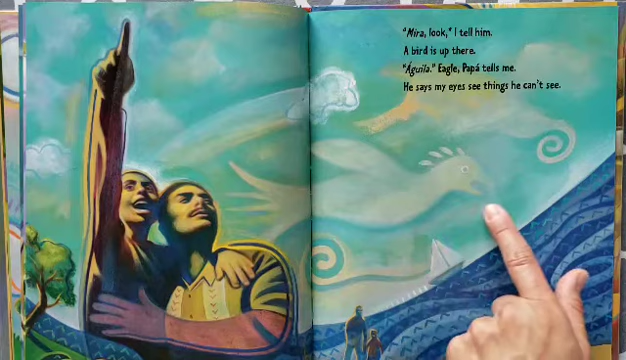 "Mira, look," I tell him.
A bird is up there.
"Águila." Eagle, Papá tells me.
He says my eyes see things he can't see.